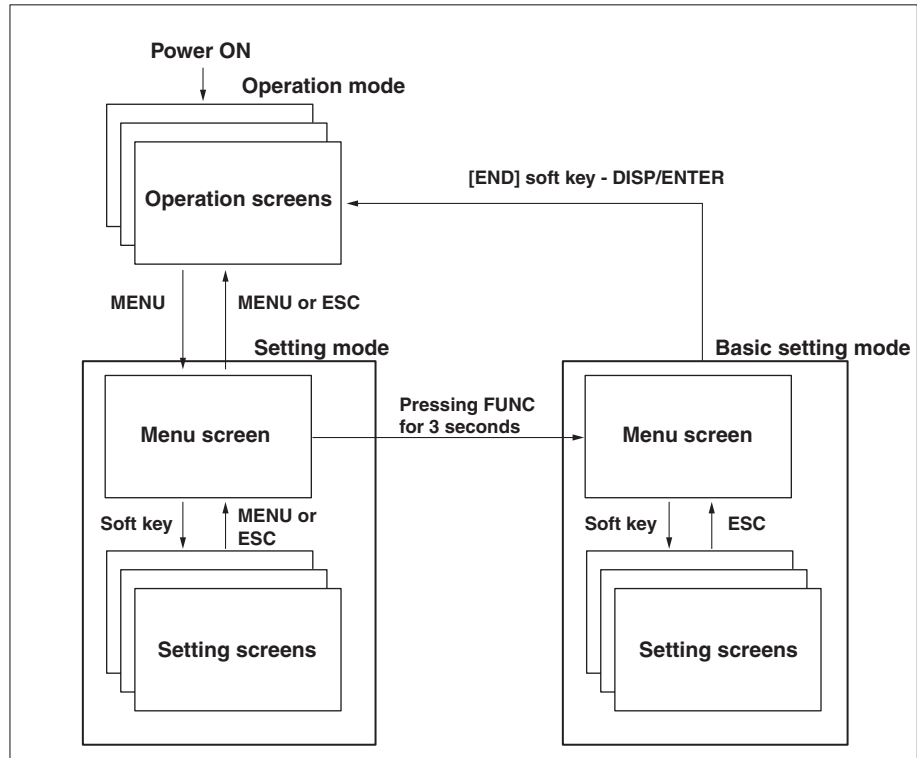 Power ON
Operation mode
[END] soft key - DISP/ENTER
Operation screens
MENU
MENU or ESC
Setting mode
Basic setting mode
Pressing FUNC
for 3 seconds
Menu screen
Menu screen
Soft key
MENU or
ESC
Soft key
ESC
Setting screens
Setting screens